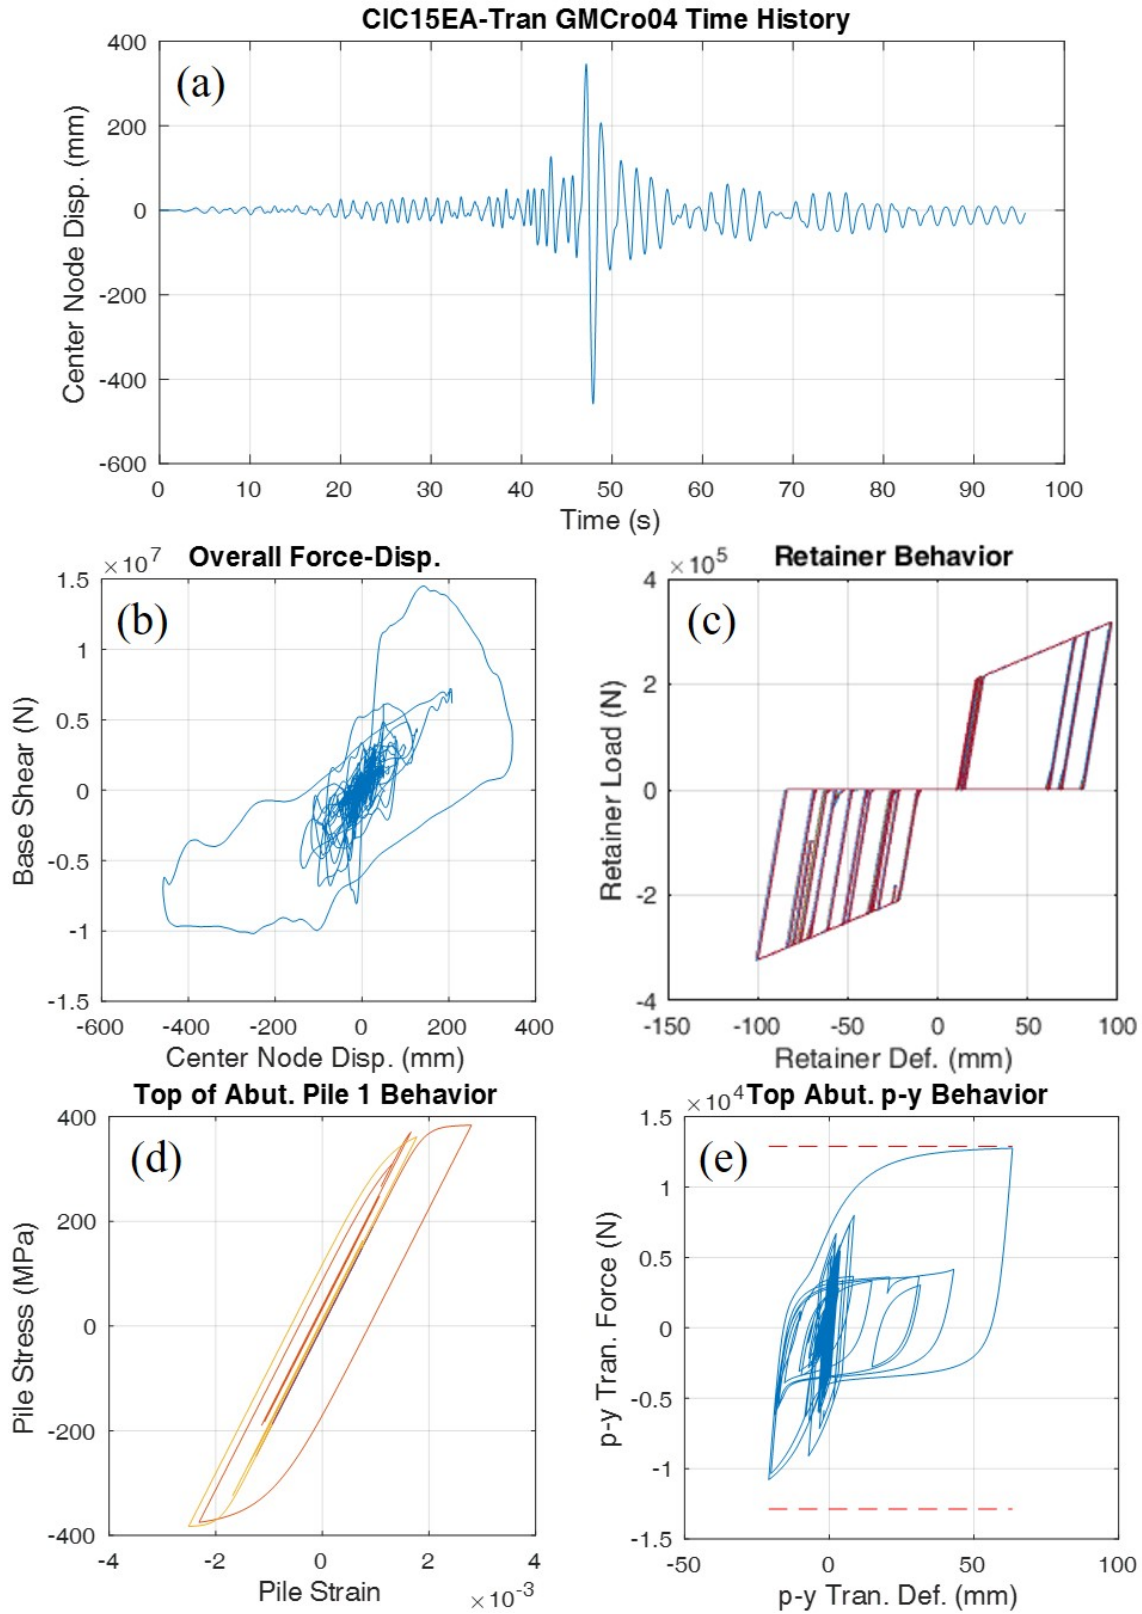 CIC15EA-Tran GMCro04 Time History
(a)
Center Node Disp. (mm)
400
200
0
-200
-400
-600
0 10 20 30 40 50 60 70 80 90 100
Time (s)
Overall Force-Disp.
×10^7
(b)
Base Shear (N)
1.5
1
0.5
0
-0.5
-1
-1.5
-600 -400 -200 0 200 400
Center Node Disp. (mm)
Retainer Behavior
×10^5
(c)
Retainer Load (N)
4
2
0
-2
-4
-150 -100 -50 0 50 100
Retainer Def. (mm)
Top of Abut. Pile 1 Behavior
(d)
Pile Stress (MPa)
400
200
0
-200
-400
-4 -2 0 2 4
Pile Strain
×10^-3
×10^4 Top Abut. p-y Behavior
(e)
p-y Tran. Force (N)
1.5
1
0.5
0
-0.5
-1
-1.5
-50 0 50 100
p-y Tran. Def. (mm)